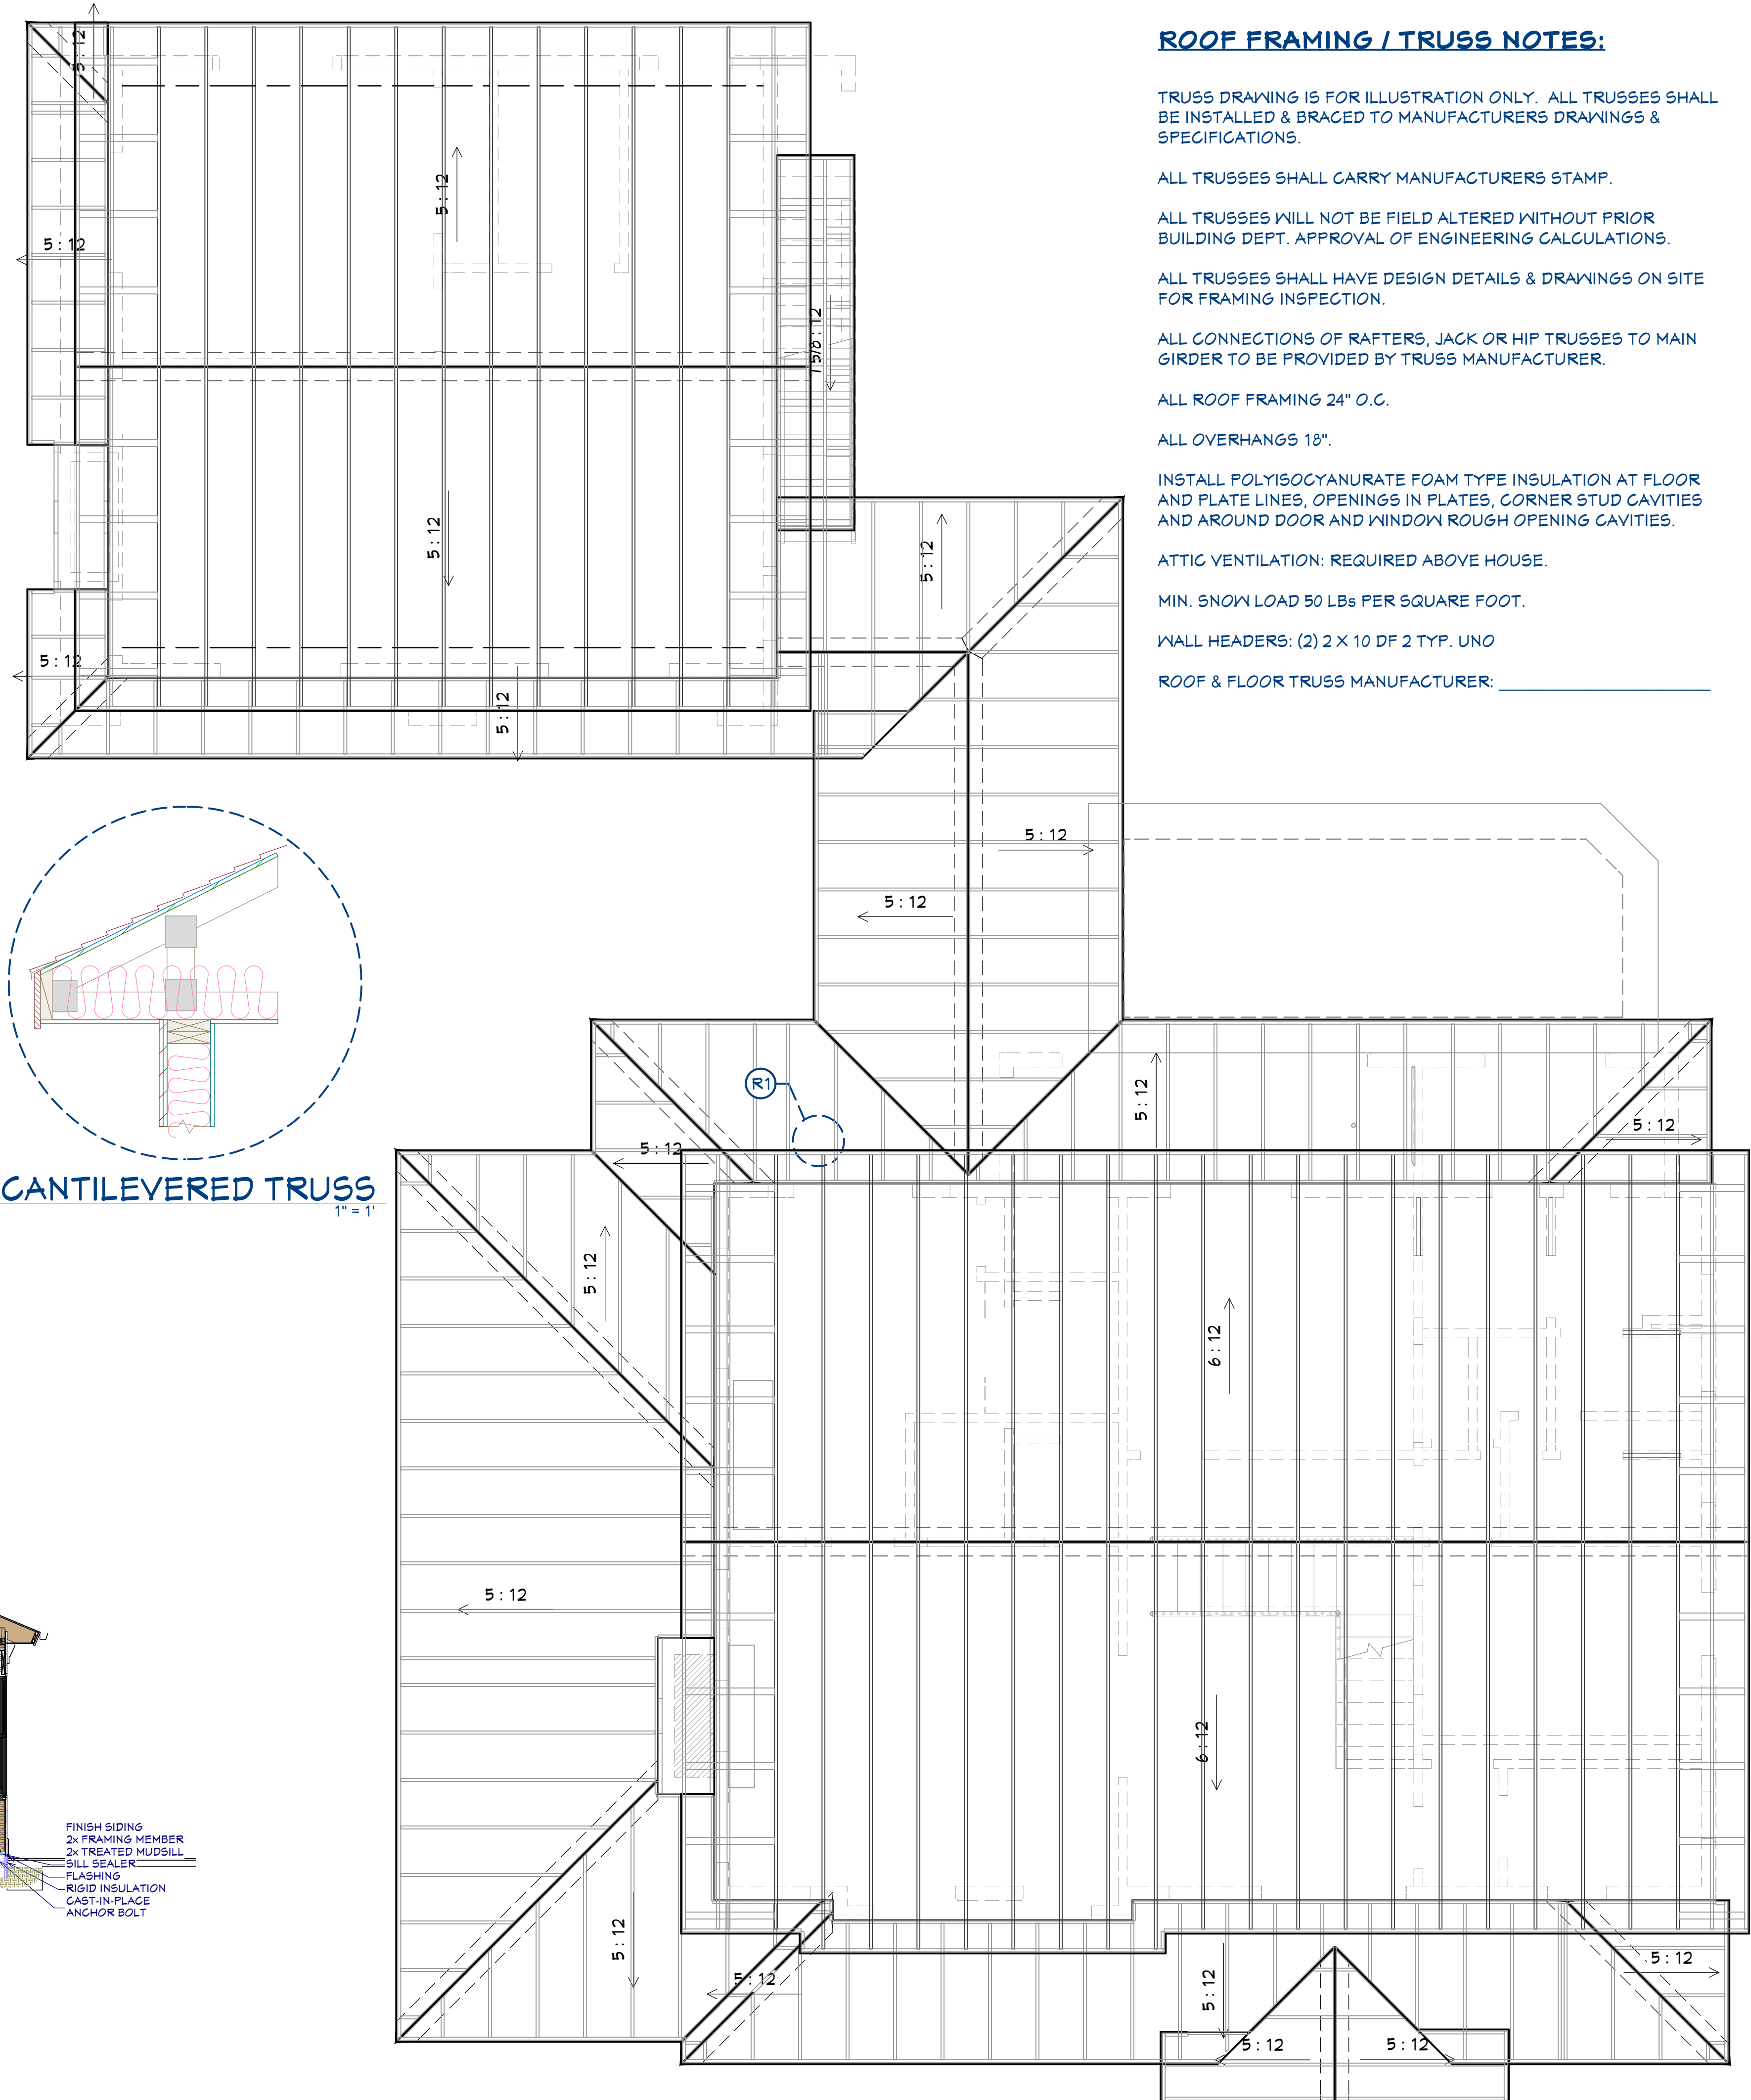 ROOF FRAMING / TRUSS NOTES:
TRUSS DRAWING IS FOR ILLUSTRATION ONLY. ALL TRUSSES SHALL
BE INSTALLED & BRACED TO MANUFACTURERS DRAWINGS &
SPECIFICATIONS.
ALL TRUSSES SHALL CARRY MANUFACTURERS STAMP.
ALL TRUSSES WILL NOT BE FIELD ALTERED WITHOUT PRIOR
BUILDING DEPT. APPROVAL OF ENGINEERING CALCULATIONS.
ALL TRUSSES SHALL HAVE DESIGN DETAILS & DRAWINGS ON SITE
FOR FRAMING INSPECTION.
ALL CONNECTIONS OF RAFTERS, JACK OR HIP TRUSSES TO MAIN
GIRDER TO BE PROVIDED BY TRUSS MANUFACTURER.
ALL ROOF FRAMING 24" O.C.
ALL OVERHANGS 18".
INSTALL POLYISOCYANURATE FOAM TYPE INSULATION AT FLOOR
AND PLATE LINES, OPENINGS IN PLATES, CORNER STUD CAVITIES
AND AROUND DOOR AND WINDOW ROUGH OPENING CAVITIES.
ATTIC VENTILATION: REQUIRED ABOVE HOUSE.
MIN. SNOW LOAD 50 LBs PER SQUARE FOOT.
WALL HEADERS: (2) 2 X 10 DF 2 TYP. UNO
ROOF & FLOOR TRUSS MANUFACTURER:
5 : 12
5 : 12
5 : 12
5 : 12
5 : 12
5 : 12
5 : 12
5 : 12
5 : 12
R1
5 : 12
5 : 12
5 : 12
CANTILEVERED TRUSS
1" = 1'
5 : 12
6 : 12
5 : 12
6 : 12
FINISH SIDING
2x FRAMING MEMBER
2x TREATED MUDSILL
SILL SEALER
FLASHING
RIGID INSULATION
CAST-IN-PLACE
ANCHOR BOLT
5 : 12
5 : 12
5 : 12
5 : 12
5 : 12
5 : 12